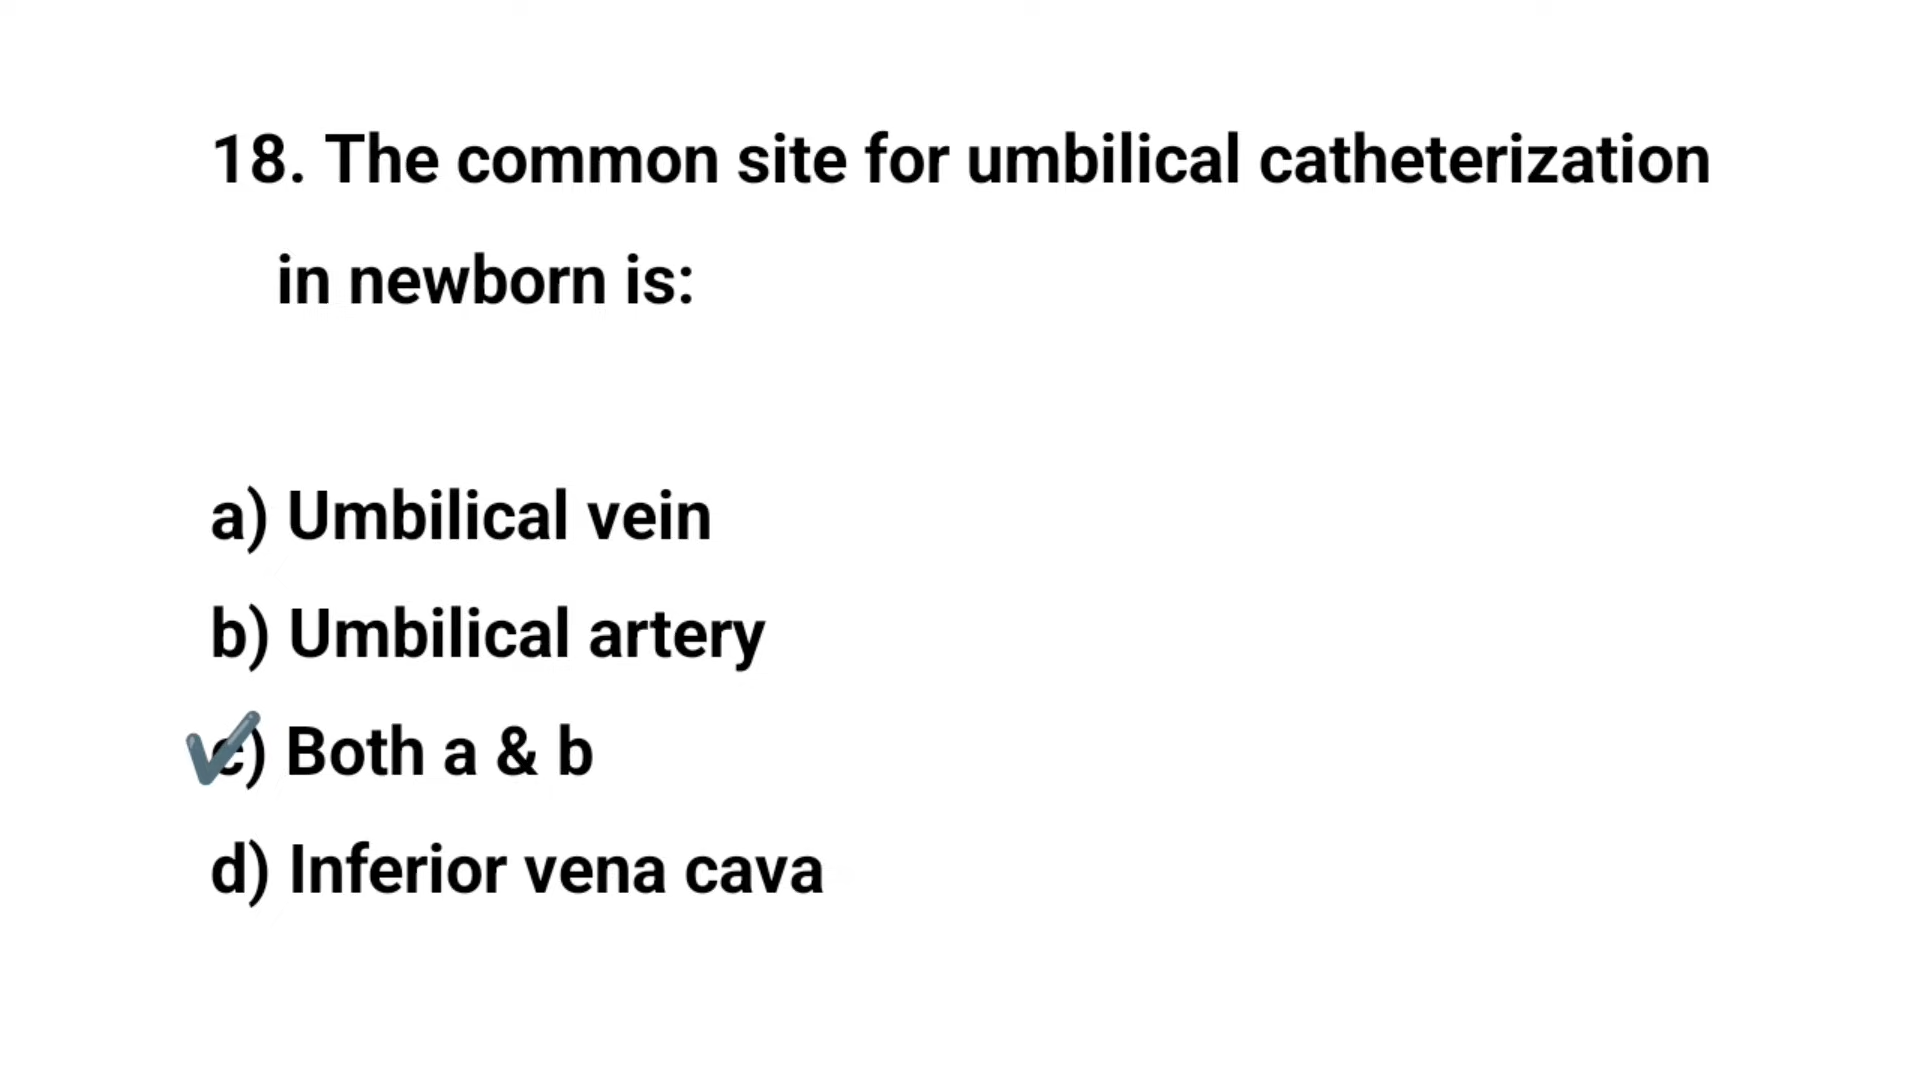 18. The common site for umbilical catheterization
in newborn is:
a) Umbilical vein
b) Umbilical artery
c) Both a & b
d) Inferior vena cava